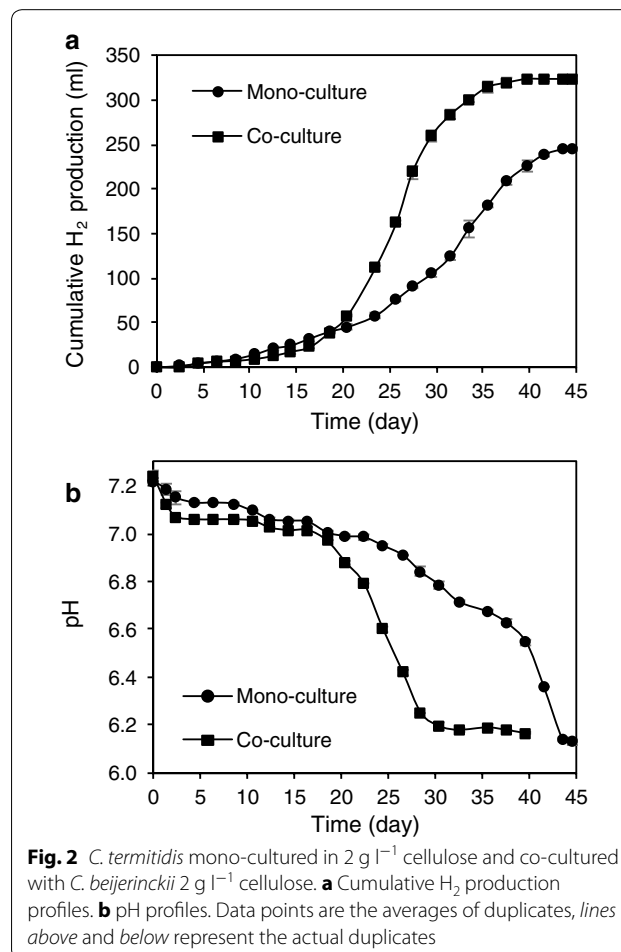 a
350
300
250
200
150
100
50
0
Cumulative H₂ production (ml)
Mono-culture
Co-culture
0 5 10 15 20 25 30 35 40 45
Time (day)
b
7.2
7.0
6.8
6.6
6.4
6.2
6.0
pH
Mono-culture
Co-culture
0 5 10 15 20 25 30 35 40 45
Time (day)
Fig. 2 C. termitidis mono-cultured in 2 g l⁻¹ cellulose and co-cultured
with C. beijerinckii 2 g l⁻¹ cellulose. a Cumulative H₂ production
profiles. b pH profiles. Data points are the averages of duplicates, lines
above and below represent the actual duplicates